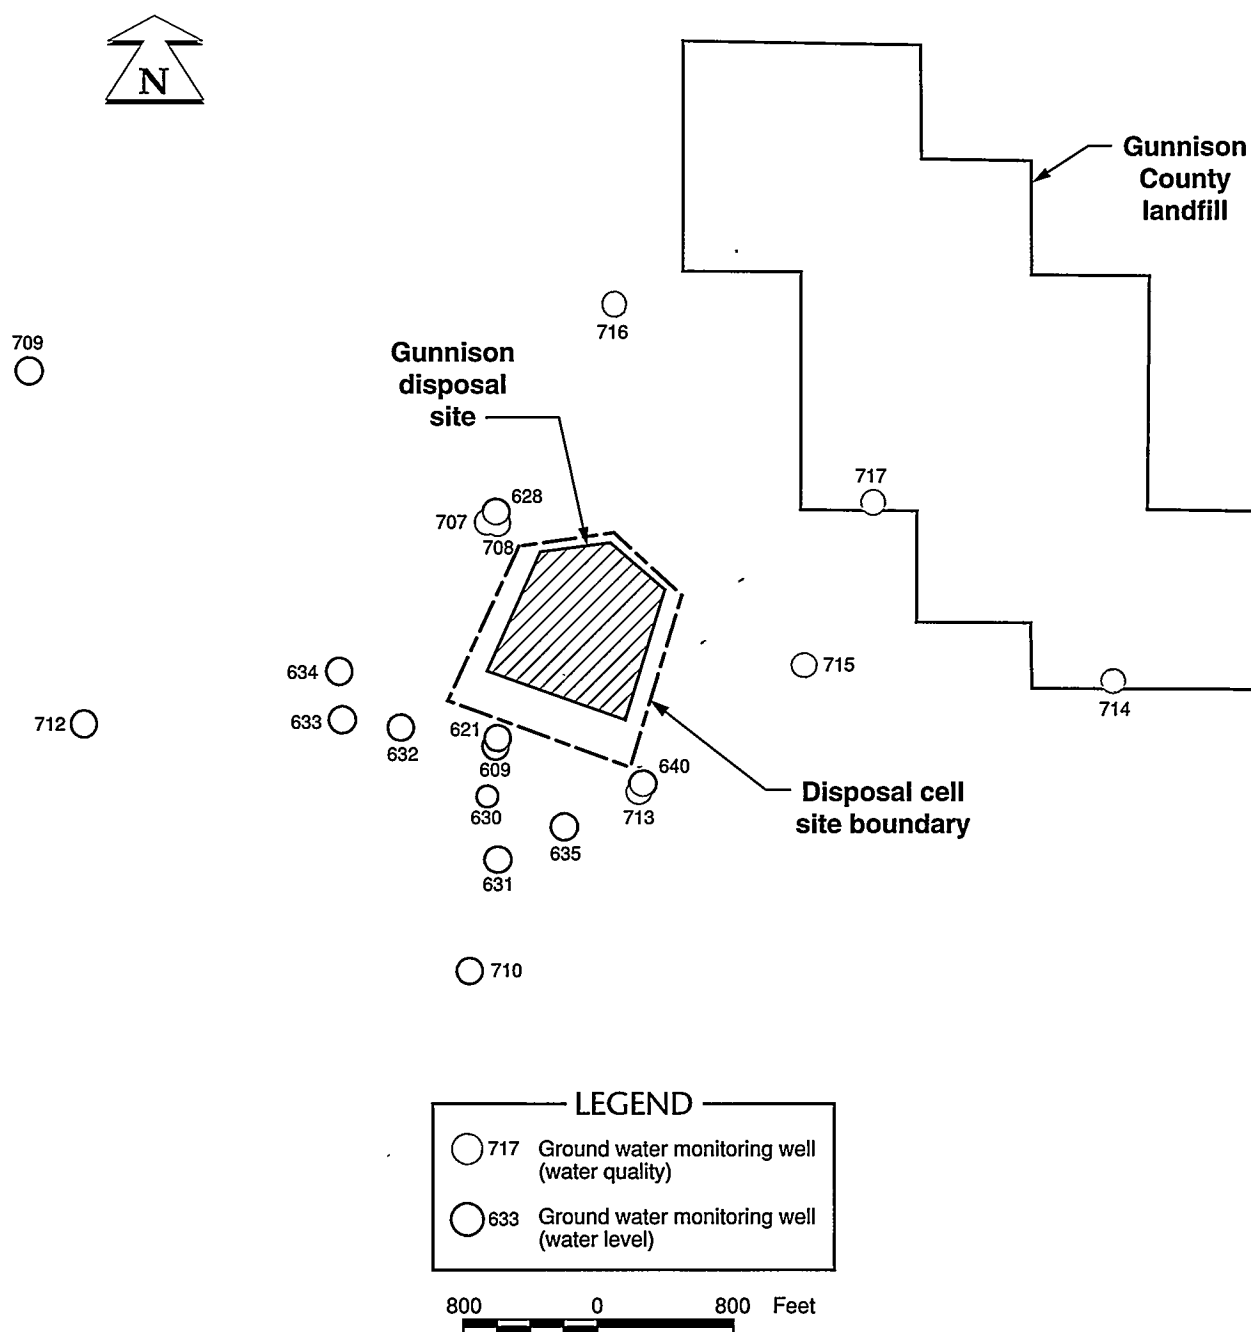 N
Gunnison
County
landfill
716
709
Gunnison
disposal
site
717
628
707
708
634
715
712
633
632
621
609
714
640
630
713
Disposal cell
site boundary
635
631
710
LEGEND
717 Ground water monitoring well
(water quality)
633 Ground water monitoring well
(water level)
800 0 800 Feet